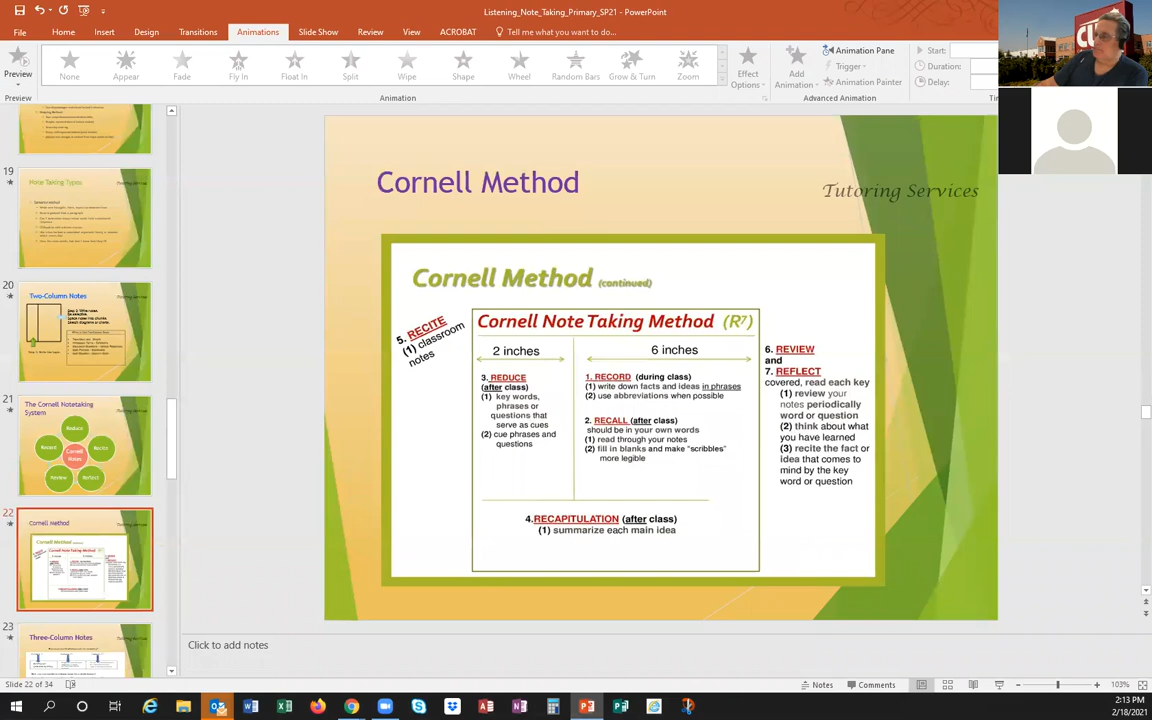 Listening_Note_Taking_Primary_SP21 - PowerPoint
File
Home
Insert
Design
Transitions
Animations
Slide Show
Review
View
ACROBAT
Tell me what you want to do...
Preview
None
Appear
Fade
Fly In
Float In
Split
Wipe
Shape
Wheel
Random Bars
Grow & Turn
Zoom
Effect
Options
Add
Animation
Animation Pane
Trigger
Animation Painter
Start:
Duration:
Delay:
Preview
Animation
Advanced Animation
19
Note Taking Types
20
Two-Column Notes
21
The Cornell Notetaking
System
Reduce
Record
Recite
Cornell
Notes
Review
Reflect
22
Cornell Method
23
Three-Column Notes
Cornell Method
Tutoring Services
Cornell Method (continued)
5. RECITE
(1) classroom
notes
Cornell Note Taking Method (R7)
2 inches
6 inches
3. REDUCE
(after class)
(1) key words,
phrases or
questions that
serve as cues
(2) cue phrases and
questions
1. RECORD (during class)
(1) write down facts and ideas in phrases
(2) use abbreviations when possible
2. RECALL (after class)
should be in your own words
(1) read through your notes
(2) fill in blanks and make "scribbles"
more legible
4.RECAPITULATION (after class)
(1) summarize each main idea
6. REVIEW
and
7. REFLECT
covered, read each key
(1) review your
notes periodically
word or question
(2) think about what
you have learned
(3) recite the fact or
idea that comes to
mind by the key
word or question
Click to add notes
Slide 22 of 34
Notes
Comments
103%
2:13 PM
2/18/2021